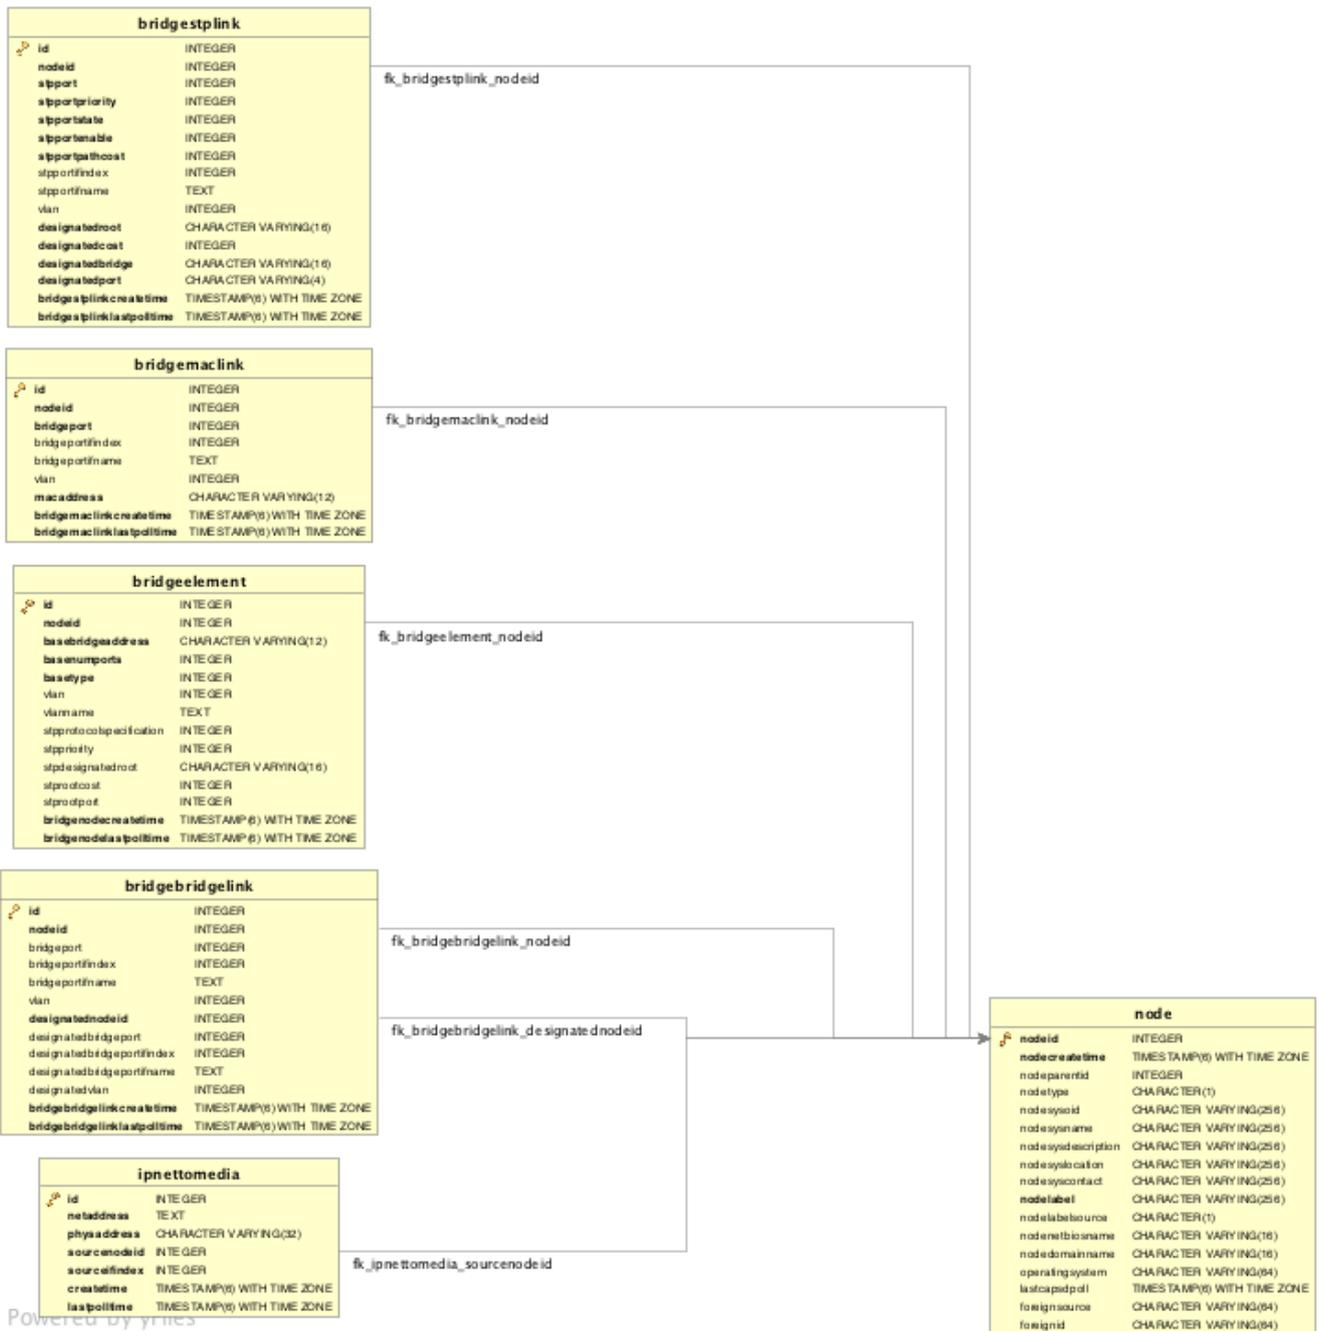 bridgestplink
id INTEGER
nodeid INTEGER
stpport INTEGER
stpportpriority INTEGER
stpportstate INTEGER
stpportenable INTEGER
stpportpathcost INTEGER
stpportifindex INTEGER
stpportifname TEXT
vlan INTEGER
designatedroot CHARACTER VARYING(16)
designatedcost INTEGER
designatedbridge CHARACTER VARYING(16)
designatedport CHARACTER VARYING(4)
bridgestplinkcreatetime TIMESTAMP(6) WITH TIME ZONE
bridgestplinklastpolltime TIMESTAMP(6) WITH TIME ZONE
fk_bridgestplink_nodeid
bridgemaclink
id INTEGER
nodeid INTEGER
bridgeport INTEGER
bridgeportifindex INTEGER
bridgeportifname TEXT
vlan INTEGER
macaddress CHARACTER VARYING(12)
bridgemaclinkcreatetime TIMESTAMP(6) WITH TIME ZONE
bridgemaclinklastpolltime TIMESTAMP(6) WITH TIME ZONE
fk_bridgemaclink_nodeid
bridgeelement
id INTEGER
nodeid INTEGER
basebridgeaddress CHARACTER VARYING(12)
basenumports INTEGER
basetype INTEGER
vlan INTEGER
vlanname TEXT
stpprotocolspecification INTEGER
stppriority INTEGER
stpdesignatedroot CHARACTER VARYING(16)
stprootcost INTEGER
stprootport INTEGER
bridgenodecreatetime TIMESTAMP(6) WITH TIME ZONE
bridgenodelastpolltime TIMESTAMP(6) WITH TIME ZONE
fk_bridgeelement_nodeid
bridgebridgelink
id INTEGER
nodeid INTEGER
bridgeport INTEGER
bridgeportifindex INTEGER
bridgeportifname TEXT
vlan INTEGER
designatednodeid INTEGER
designatedbridgeport INTEGER
designatedbridgeportifindex INTEGER
designatedbridgeportifname TEXT
designatedvlan INTEGER
bridgebridgelinkcreatetime TIMESTAMP(6) WITH TIME ZONE
bridgebridgelinklastpolltime TIMESTAMP(6) WITH TIME ZONE
fk_bridgebridgelink_nodeid
fk_bridgebridgelink_designatednodeid
ipnettomedia
id INTEGER
netaddress TEXT
physaddress CHARACTER VARYING(32)
sourcenodeid INTEGER
sourceifindex INTEGER
createtime TIMESTAMP(6) WITH TIME ZONE
lastpolltime TIMESTAMP(6) WITH TIME ZONE
fk_ipnettomedia_sourcenodeid
node
nodeid INTEGER
nodecreatetime TIMESTAMP(6) WITH TIME ZONE
nodeparentid INTEGER
nodetype CHARACTER(1)
nodesysoid CHARACTER VARYING(256)
nodesysname CHARACTER VARYING(256)
nodesysdescription CHARACTER VARYING(256)
nodesyslocation CHARACTER VARYING(256)
nodesyscontact CHARACTER VARYING(256)
nodelabel CHARACTER VARYING(256)
nodelabelsource CHARACTER(1)
nodenetbiosname CHARACTER VARYING(16)
nodedomainname CHARACTER VARYING(16)
operatingsystem CHARACTER VARYING(64)
lastcapsdpoll TIMESTAMP(6) WITH TIME ZONE
foreignsource CHARACTER VARYING(64)
foreignid CHARACTER VARYING(64)
Powered by yFiles